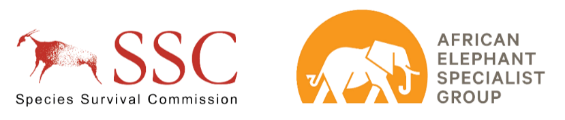 SSC
Species Survival Commission
AFRICAN
ELEPHANT
SPECIALIST
GROUP